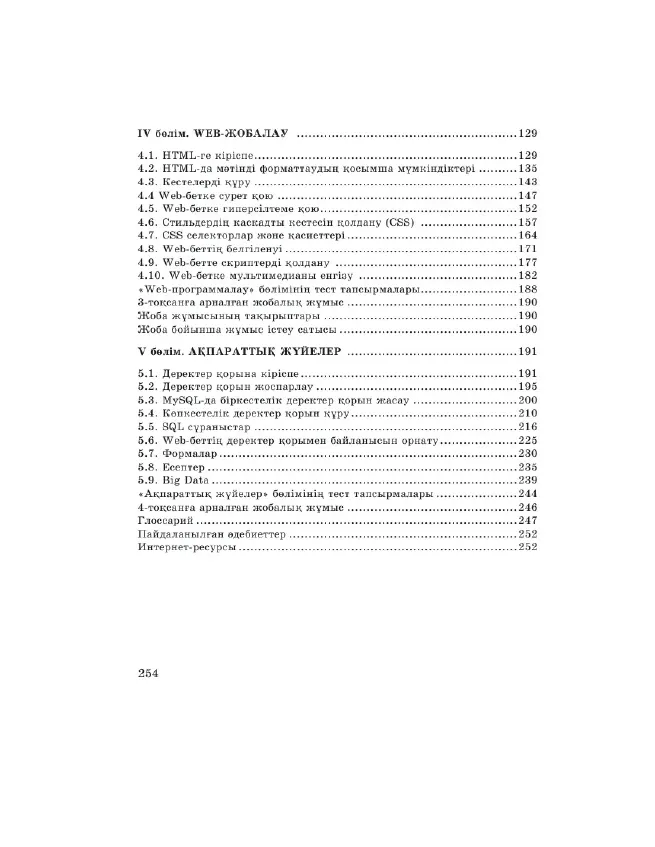 IV бөлім. WEB-ЖОБАЛАУ ........................................................ 129
4.1. HTML-ге кіріспе.................................................................. 129
4.2. HTML-да мәтінді форматтаудың қосымша мүмкіндіктері .......... 135
4.3. Кестелерді құру .................................................................. 143
4.4 Web-бетке сурет қою ............................................................ 147
4.5. Web-бетке гиперсілтеме қою................................................. 152
4.6. Стильдердің каскадты кестесін қолдану (CSS) ........................ 157
4.7. CSS селекторлар және қасиеттері .......................................... 164
4.8. Web-беттің белгіленуі .......................................................... 171
4.9. Web-бетте скриптерді қолдану .............................................. 177
4.10. Web-бетке мультимедианы енгізу ........................................ 182
«Web-программалау» бөлімінің тест тапсырмалары........................ 188
3-тоқсанға арналған жобалық жұмыс ........................................... 190
Жоба жұмысының тақырыптары ................................................. 190
Жоба бойынша жұмыс істеу сатысы ............................................. 190
V бөлім. АҚПАРАТТЫҚ ЖҮЙЕЛЕР ........................................... 191
5.1. Деректер қорына кіріспе....................................................... 191
5.2. Деректер қорын жоспарлау .................................................. 195
5.3. MySQL-да біркестелік деректер қорын жасау .......................... 200
5.4. Көпкестелік деректер қорын құру.......................................... 210
5.5. SQL сұраныстар .................................................................. 216
5.6. Web-беттің деректер қорымен байланысын орнату.................... 225
5.7. Формалар ........................................................................... 230
5.8. Есептер .............................................................................. 235
5.9. Big Data ............................................................................. 239
«Ақпараттық жүйелер» бөлімінің тест тапсырмалары .................... 244
4-тоқсанға арналған жобалық жұмыс ........................................... 246
Глоссарий ................................................................................. 247
Пайдаланылған әдебиеттер .......................................................... 252
Интернет-ресурсы ...................................................................... 252
254